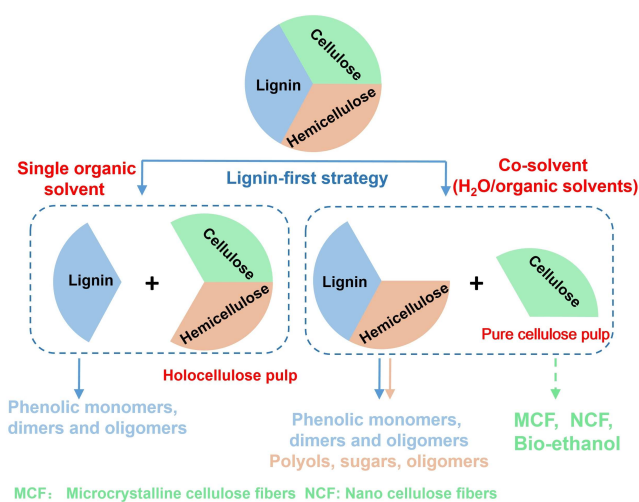 Cellulose
Lignin
Hemicellulose
Single organic
solvent
Lignin-first strategy
Co-solvent
(H₂O/organic solvents)
Lignin
+
Cellulose
Hemicellulose
Holocellulose pulp
Lignin
Hemicellulose
+
Cellulose
Pure cellulose pulp
Phenolic monomers,
dimers and oligomers
Phenolic monomers,
dimers and oligomers
Polyols, sugars, oligomers
MCF, NCF,
Bio-ethanol
MCF: Microcrystalline cellulose fibers NCF: Nano cellulose fibers